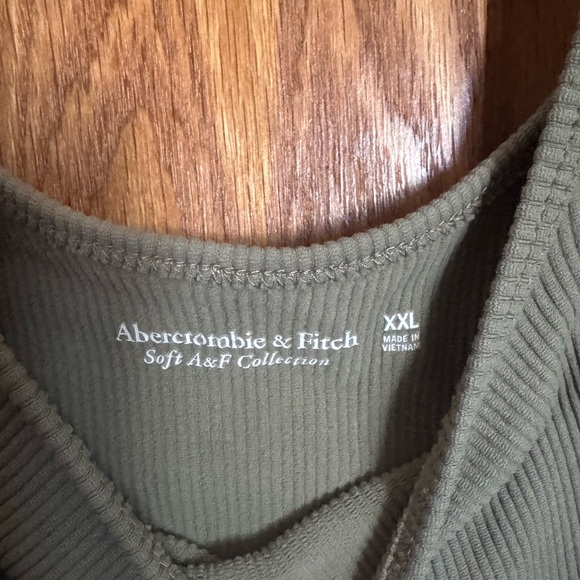 Abercrombie & Fitch
Soft A&F Collection
XXL
MADE IN
VIETNAM